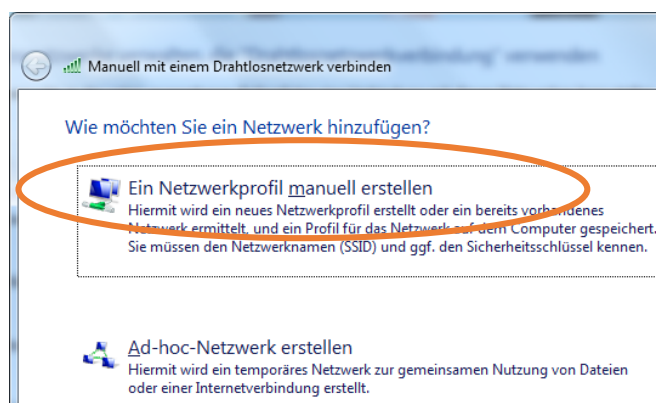 "Drahtlosnetzwerkverbindung" verwenden
Manuell mit einem Drahtlosnetzwerk verbinden
Wie möchten Sie ein Netzwerk hinzufügen?
Ein Netzwerkprofil manuell erstellen
Hiermit wird ein neues Netzwerkprofil erstellt oder ein bereits vorhandenes
Netzwerk ermittelt, und ein Profil für das Netzwerk auf dem Computer gespeichert.
Sie müssen den Netzwerknamen (SSID) und ggf. den Sicherheitsschlüssel kennen.
Ad-hoc-Netzwerk erstellen
Hiermit wird ein temporäres Netzwerk zur gemeinsamen Nutzung von Dateien
oder einer Internetverbindung erstellt.